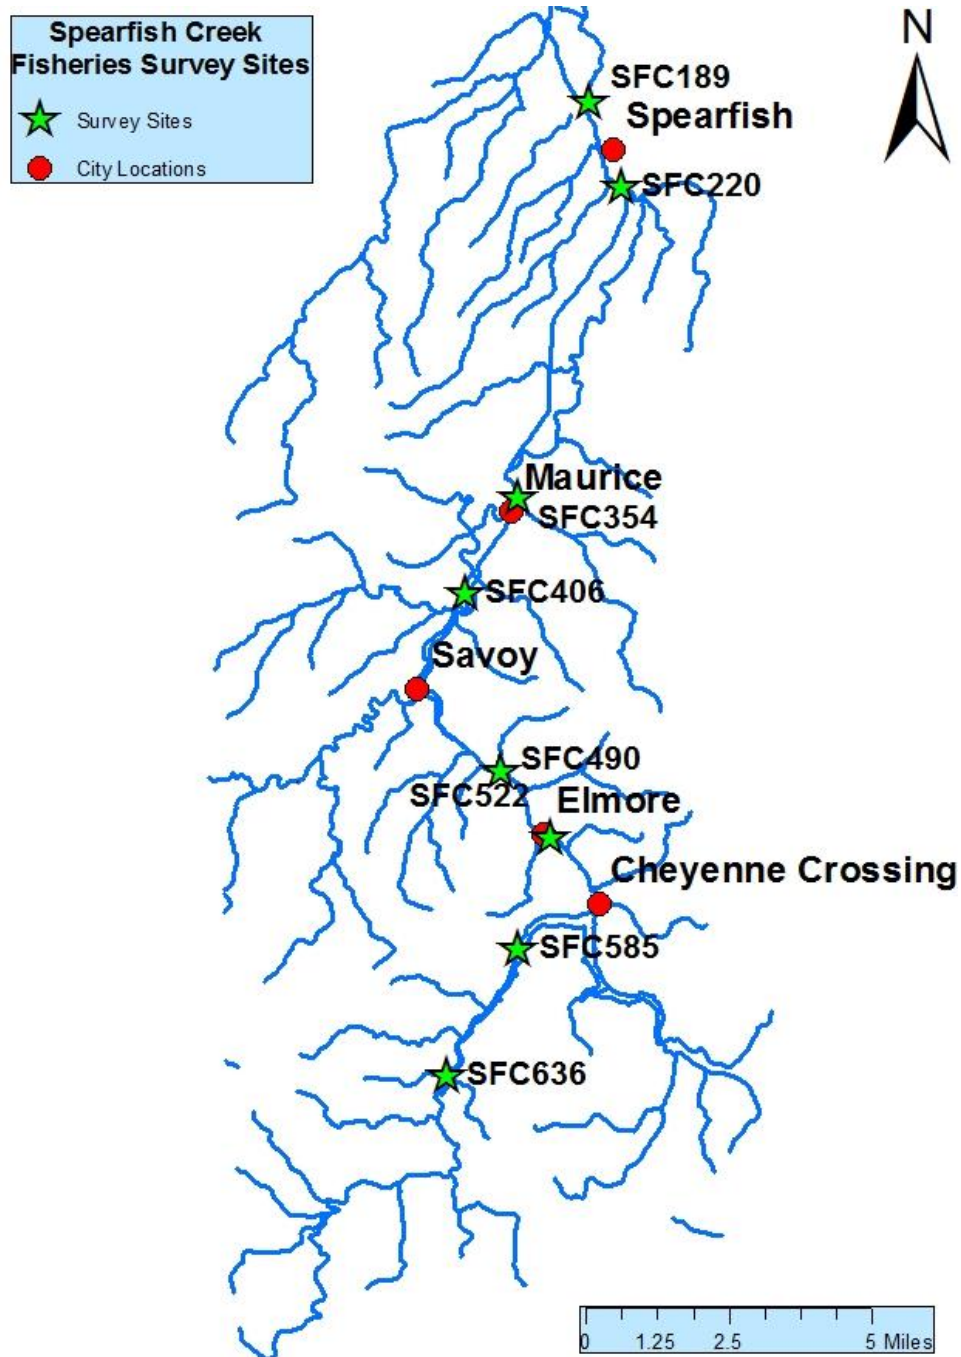 Spearfish Creek
Fisheries Survey Sites
Survey Sites
City Locations
N
SFC189
Spearfish
SFC220
Maurice
SFC354
SFC406
Savoy
SFC490
SFC522
Elmore
Cheyenne Crossing
SFC585
SFC636
0 1.25 2.5 5 Miles